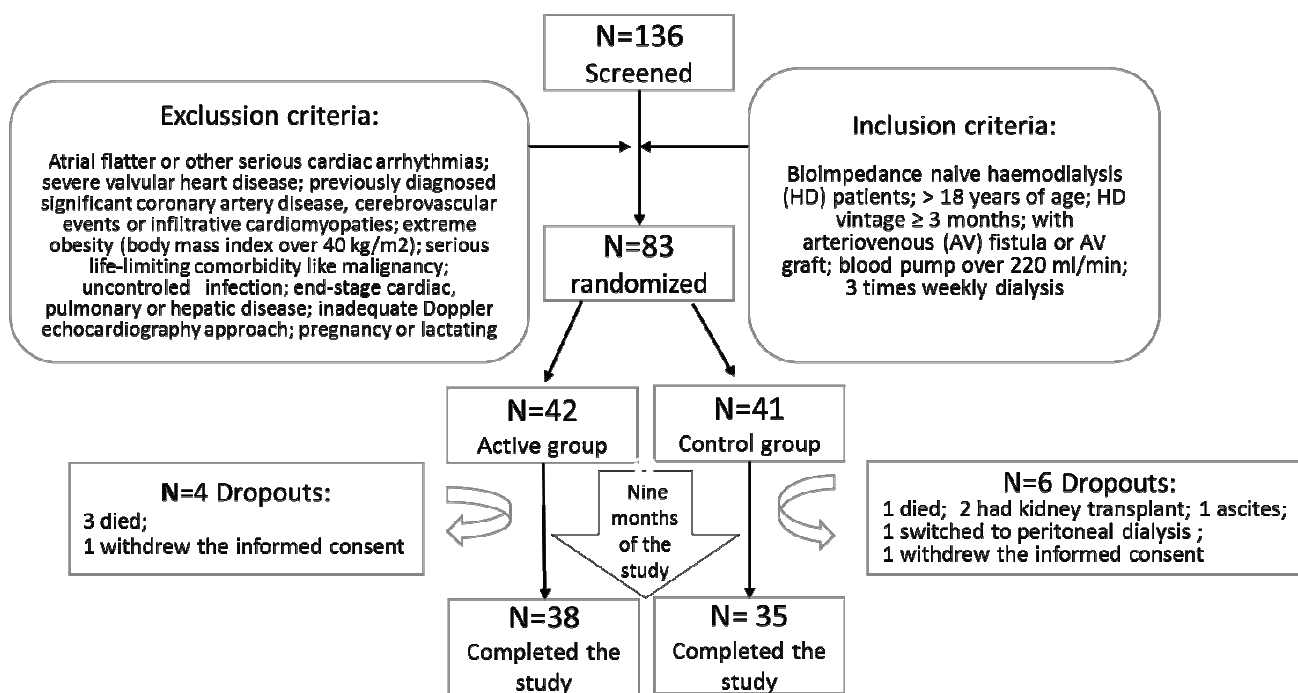 N=136
Screened
Exclussion criteria:
Atrial flatter or other serious cardiac arrhythmias;
severe valvular heart disease; previously diagnosed
significant coronary artery disease, cerebrovascular
events or infiltrative cardiomyopaties; extreme
obesity (body mass index over 40 kg/m2); serious
life-limiting comorbidity like malignancy;
uncontroled infection; end-stage cardiac,
pulmonary or hepatic disease; inadequate Doppler
echocardiography approach; pregnancy or lactating
Inclusion criteria:
Bioimpedance naive haemodialysis
(HD) patients; > 18 years of age; HD
vintage ≥ 3 months; with
arteriovenous (AV) fistula or AV
graft; blood pump over 220 ml/min;
3 times weekly dialysis
N=83
randomized
N=42
Active group
N=41
Control group
N=4 Dropouts:
3 died;
1 withdrew the informed consent
Nine
months
of the
study
N=6 Dropouts:
1 died; 2 had kidney transplant; 1 ascites;
1 switched to peritoneal dialysis ;
1 withdrew the informed consent
N=38
Completed the
study
N= 35
Completed the
study